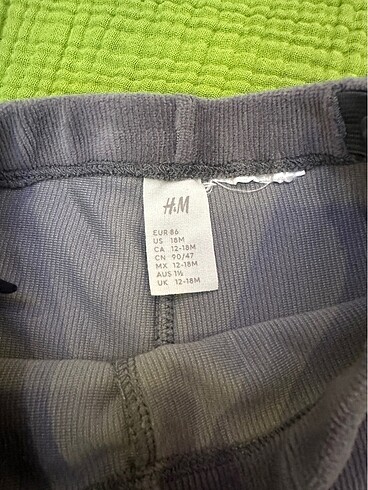 H&M
EUR 86
US 18M
CA 12-18M
CN 90/47
MX 12-18M
AUS 1½
UK 12-18M